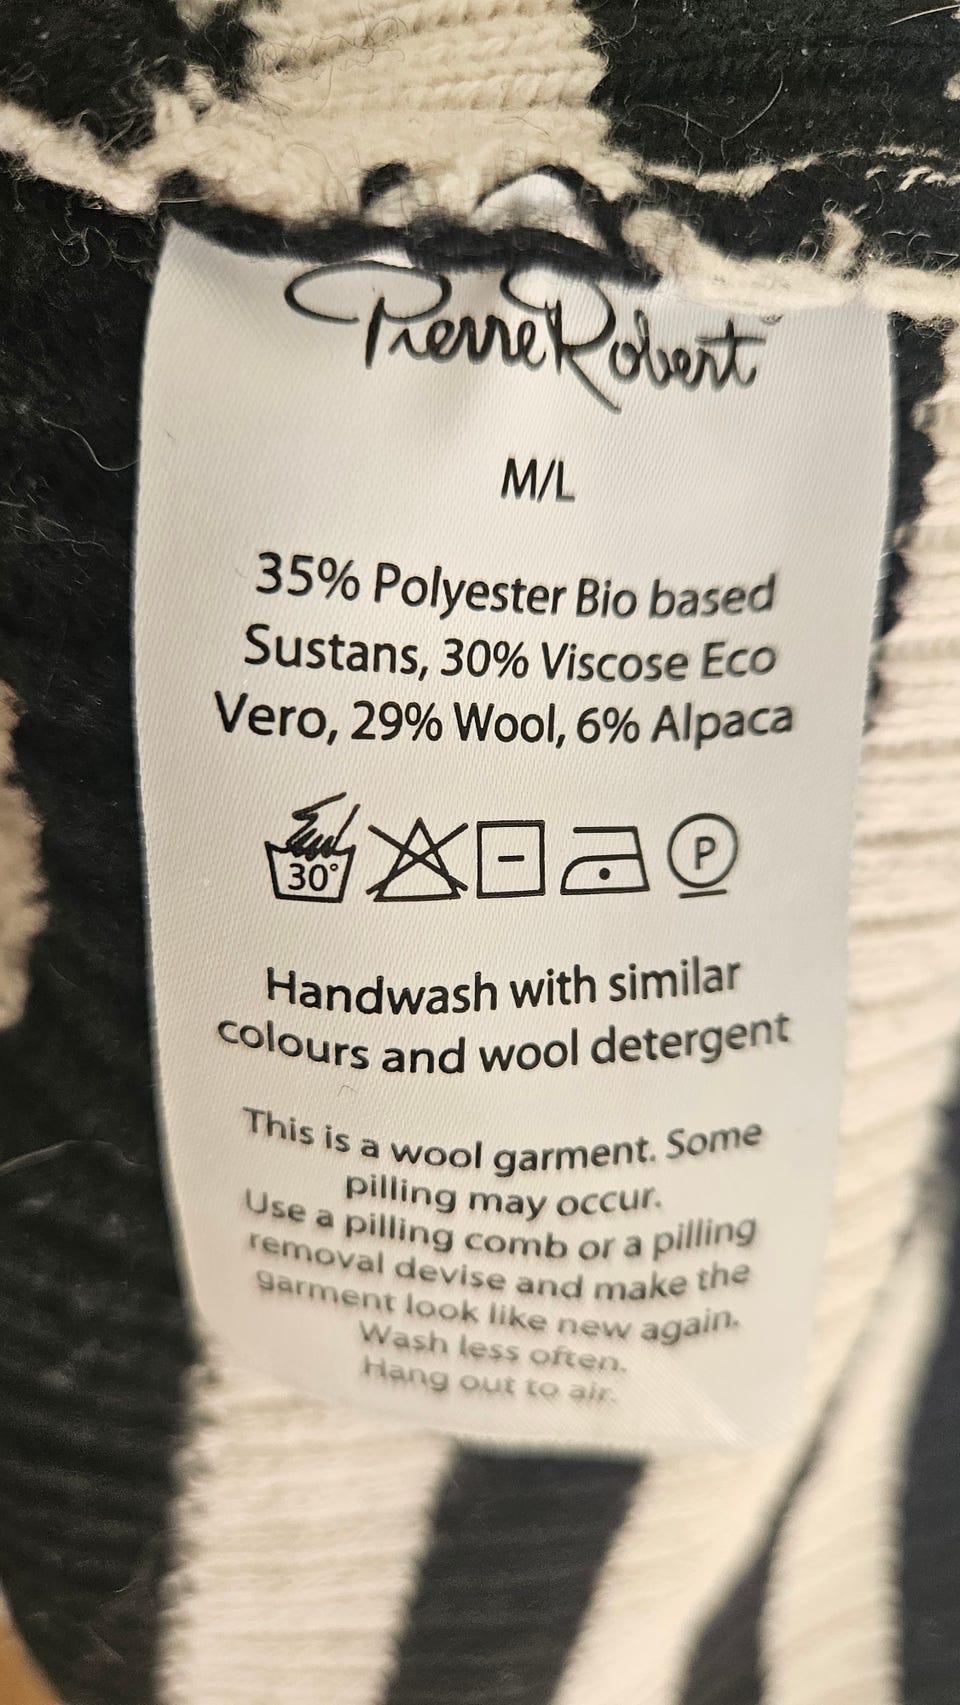 Pierre Robert
M/L
35% Polyester Bio based
Sustans, 30% Viscose Eco
Vero, 29% Wool, 6% Alpaca
30° P
Handwash with similar
colours and wool detergent
This is a wool garment. Some
pilling may occur.
Use a pilling comb or a pilling
removal devise and make the
garment look like new again.
Wash less often.
Hang out to air.